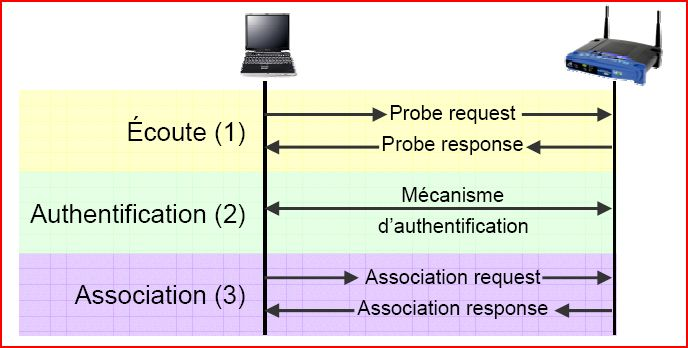 Écoute (1)
Probe request
Probe response
Authentification (2)
Mécanisme
d'authentification
Association (3)
Association request
Association response